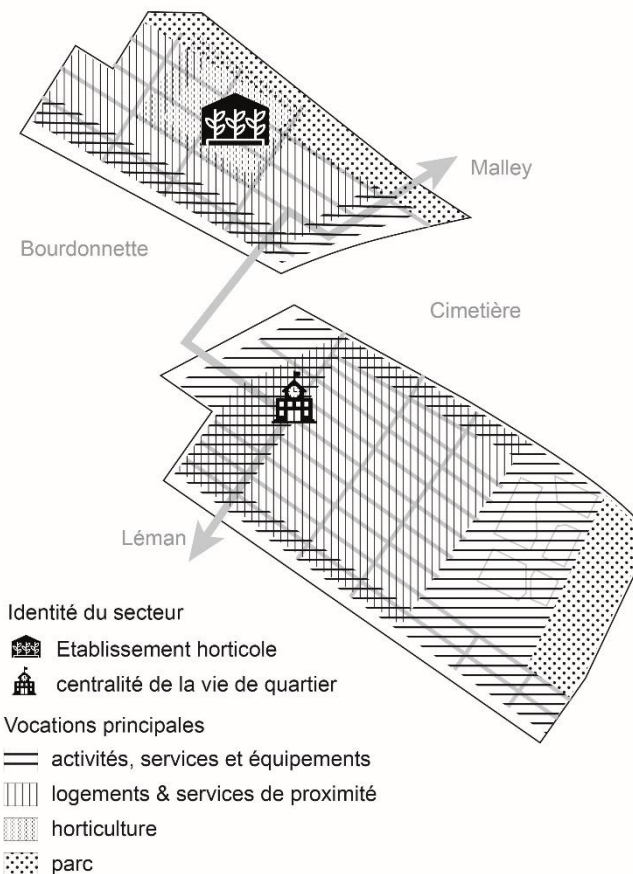 Malley
Bourdonnette
Cimetière
Léman
Identité du secteur
Etablissement horticole
centralité de la vie de quartier
Vocations principales
activités, services et équipements
logements & services de proximité
horticulture
parc